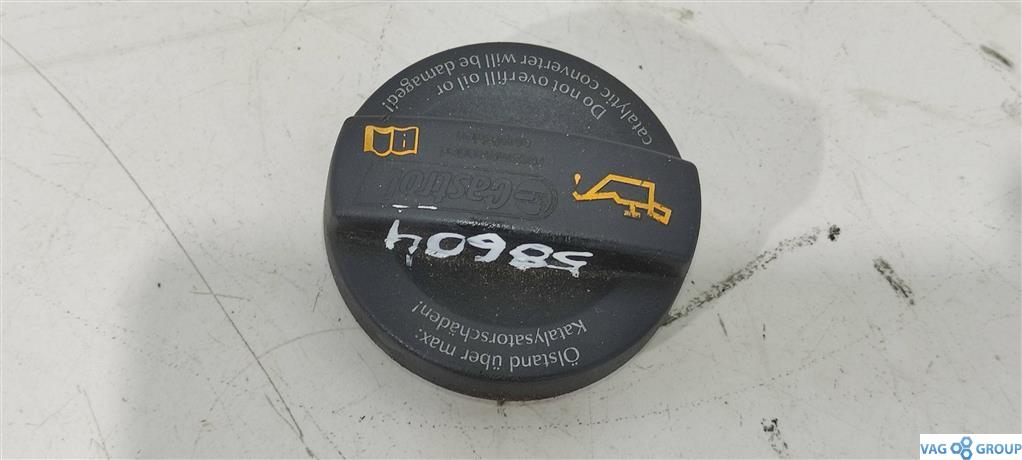 Do not overfill oil or
catalytic converter will be damaged!
i
Castrol
58604
Ölstand über max:
Katalysatorschäden!
VAG GROUP